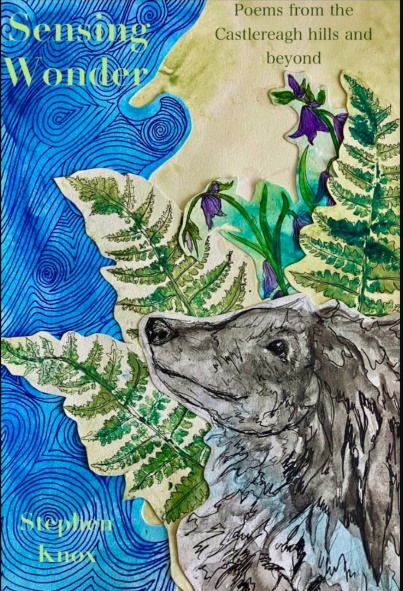 Sensing
Wonder
Poems from the
Castlereagh hills and
beyond
Stephen
Knox